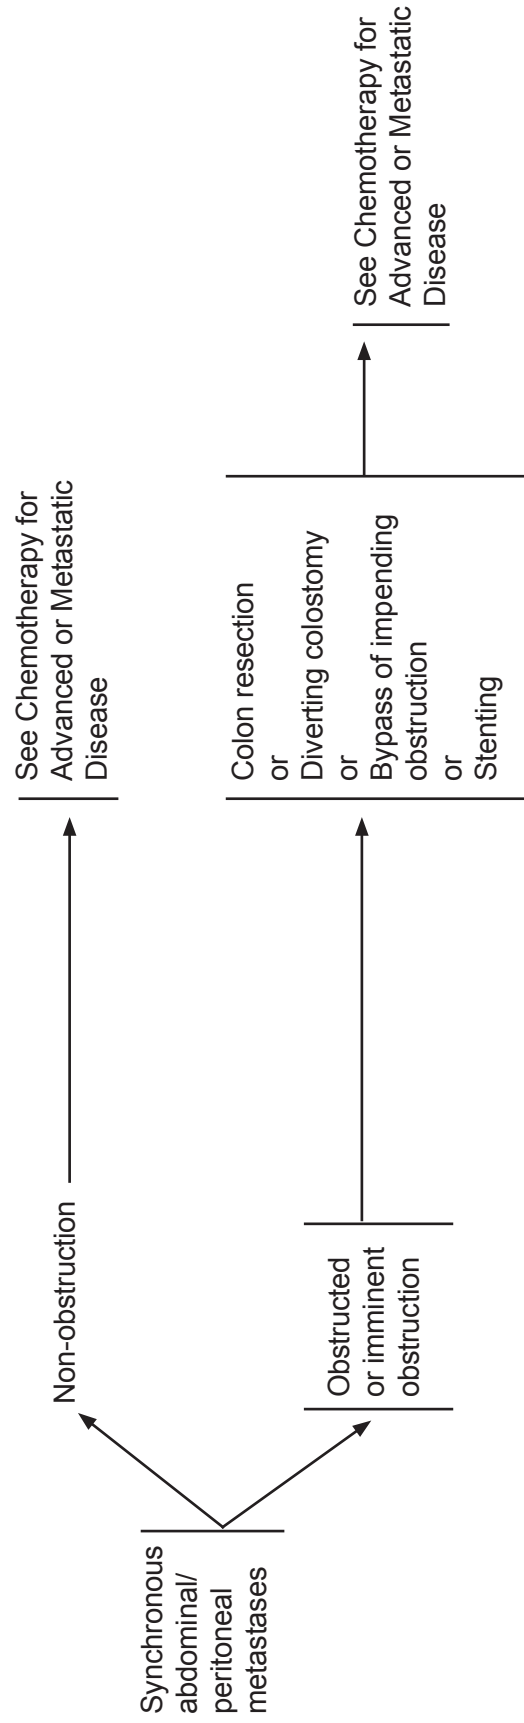 Synchronous
abdominal/
peritoneal
metastases
Non-obstruction
See Chemotherapy for
Advanced or Metastatic
Disease
Obstructed
or imminent
obstruction
Colon resection
or
Diverting colostomy
or
Bypass of impending
obstruction
or
Stenting
See Chemotherapy for
Advanced or Metastatic
Disease